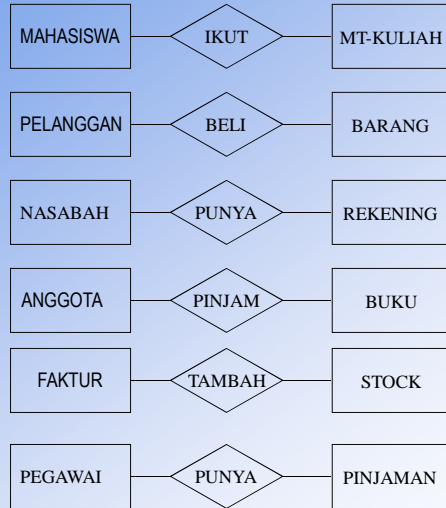 MAHASISWA IKUT MT-KULIAH
PELANGGAN BELI BARANG
NASABAH PUNYA REKENING
ANGGOTA PINJAM BUKU
FAKTUR TAMBAH STOCK
PEGAWAI PUNYA PINJAMAN